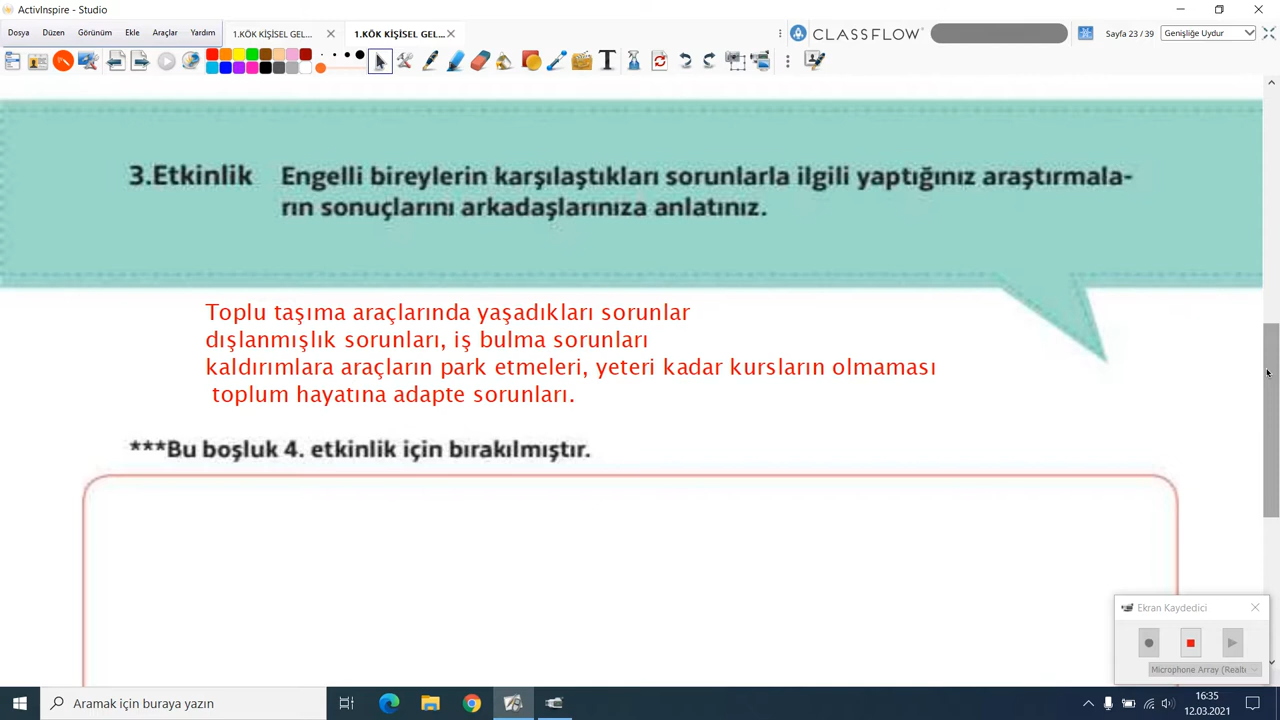 ActivInspire - Studio
Dosya Düzen Görünüm Ekle Araçlar Yardım
1.KÖK KİŞİSEL GEL...
1.KÖK KİŞİSEL GEL...
CLASSFLOW
Sayfa 23 / 39
Genişliğe Uydur
3.Etkinlik Engelli bireylerin karşılaştıkları sorunlarla ilgili yaptığınız araştırmala-
rın sonuçlarını arkadaşlarınıza anlatınız.
Toplu taşıma araçlarında yaşadıkları sorunlar
dışlanmışlık sorunları, iş bulma sorunları
kaldırımlara araçların park etmeleri, yeteri kadar kursların olmaması
toplum hayatına adapte sorunları.
***Bu boşluk 4. etkinlik için bırakılmıştır.
Ekran Kaydedici
Microphone Array (Realte
Aramak için buraya yazın
16:35
12.03.2021